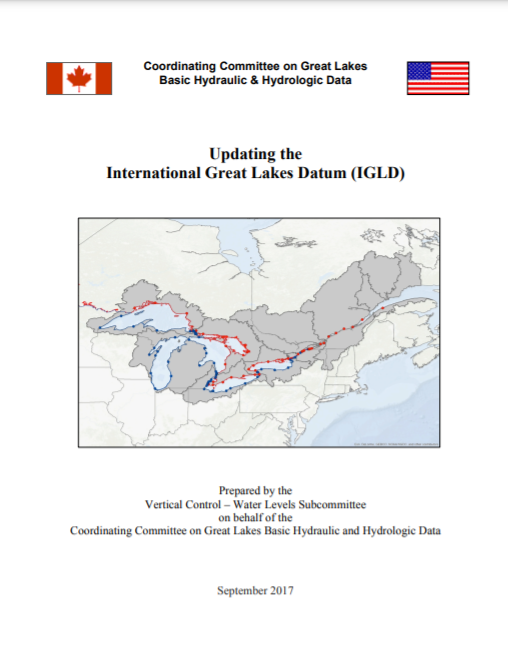 Coordinating Committee on Great Lakes
Basic Hydraulic & Hydrologic Data
Updating the
International Great Lakes Datum (IGLD)
Prepared by the
Vertical Control – Water Levels Subcommittee
on behalf of the
Coordinating Committee on Great Lakes Basic Hydraulic and Hydrologic Data
September 2017